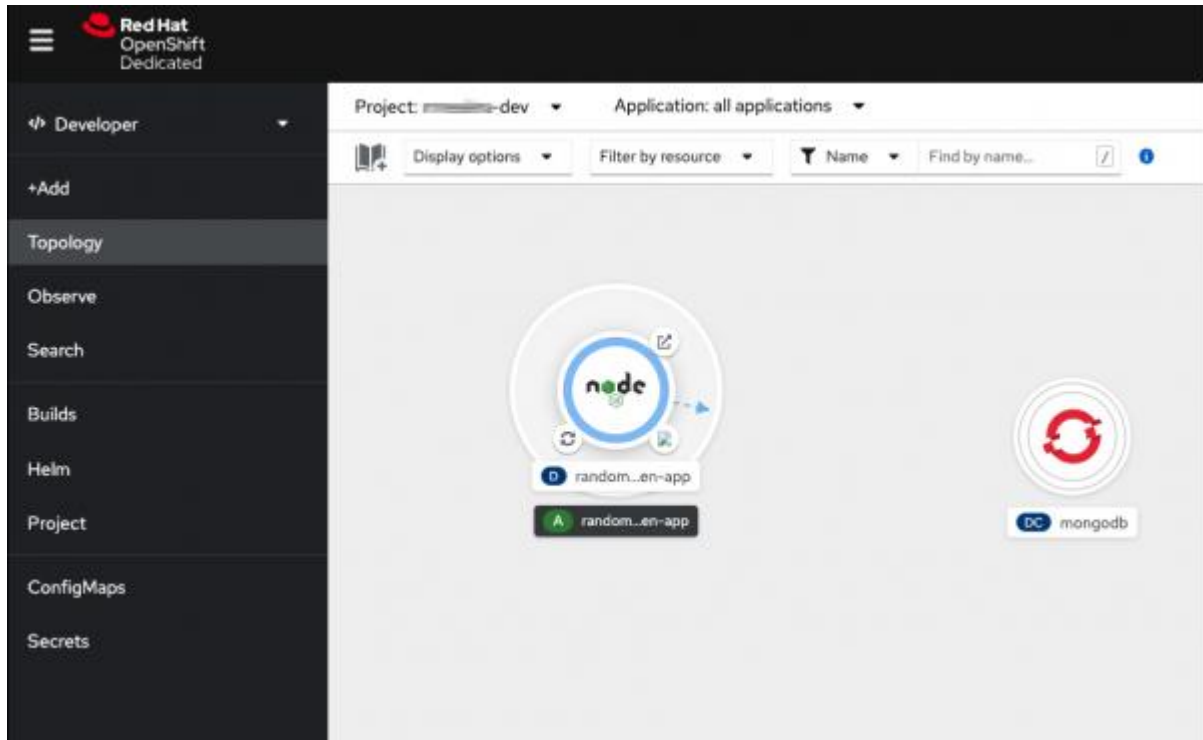 Red Hat
OpenShift
Dedicated
</> Developer
+Add
Topology
Observe
Search
Builds
Helm
Project
ConfigMaps
Secrets
Project: -dev
Application: all applications
Display options
Filter by resource
Name
Find by name...
/
i
node
D random...en-app
A random...en-app
DC mongodb